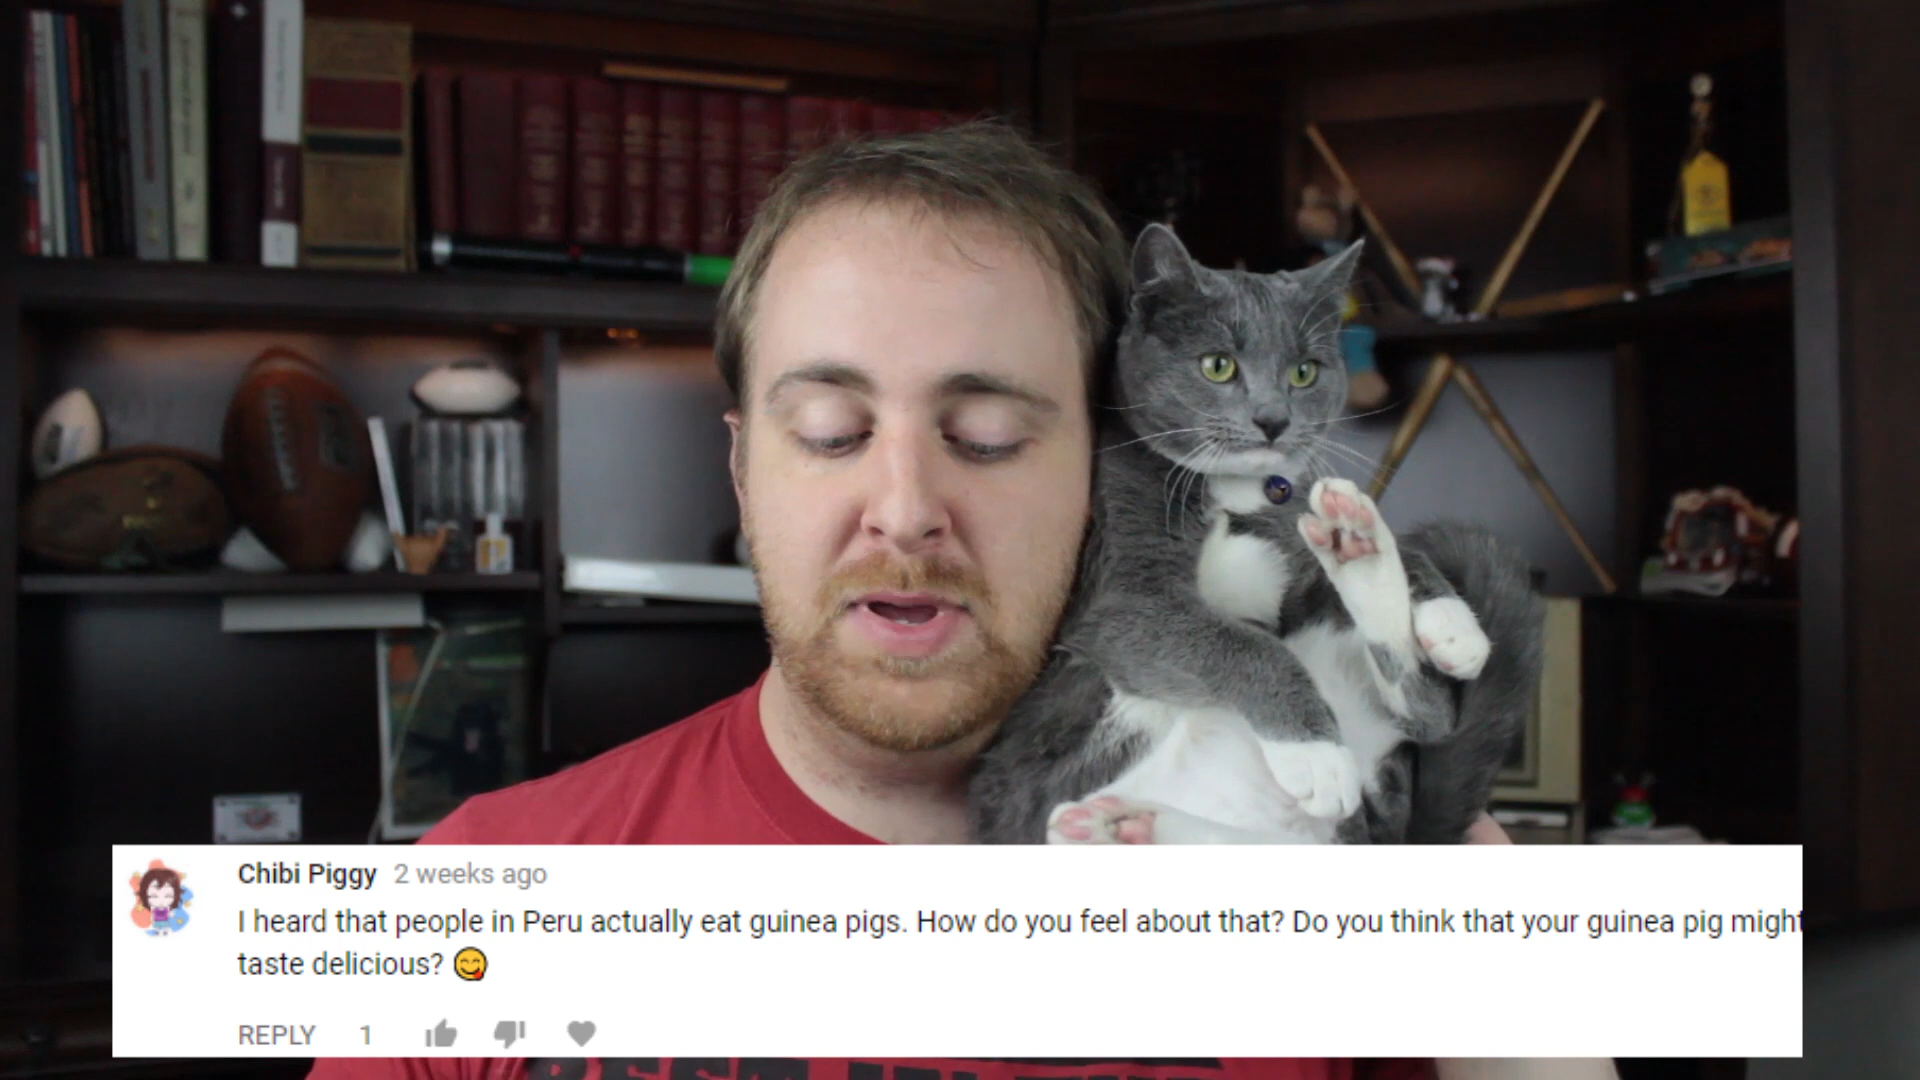 Chibi Piggy 2 weeks ago
I heard that people in Peru actually eat guinea pigs. How do you feel about that? Do you think that your guinea pig might
taste delicious? 😋
REPLY 1